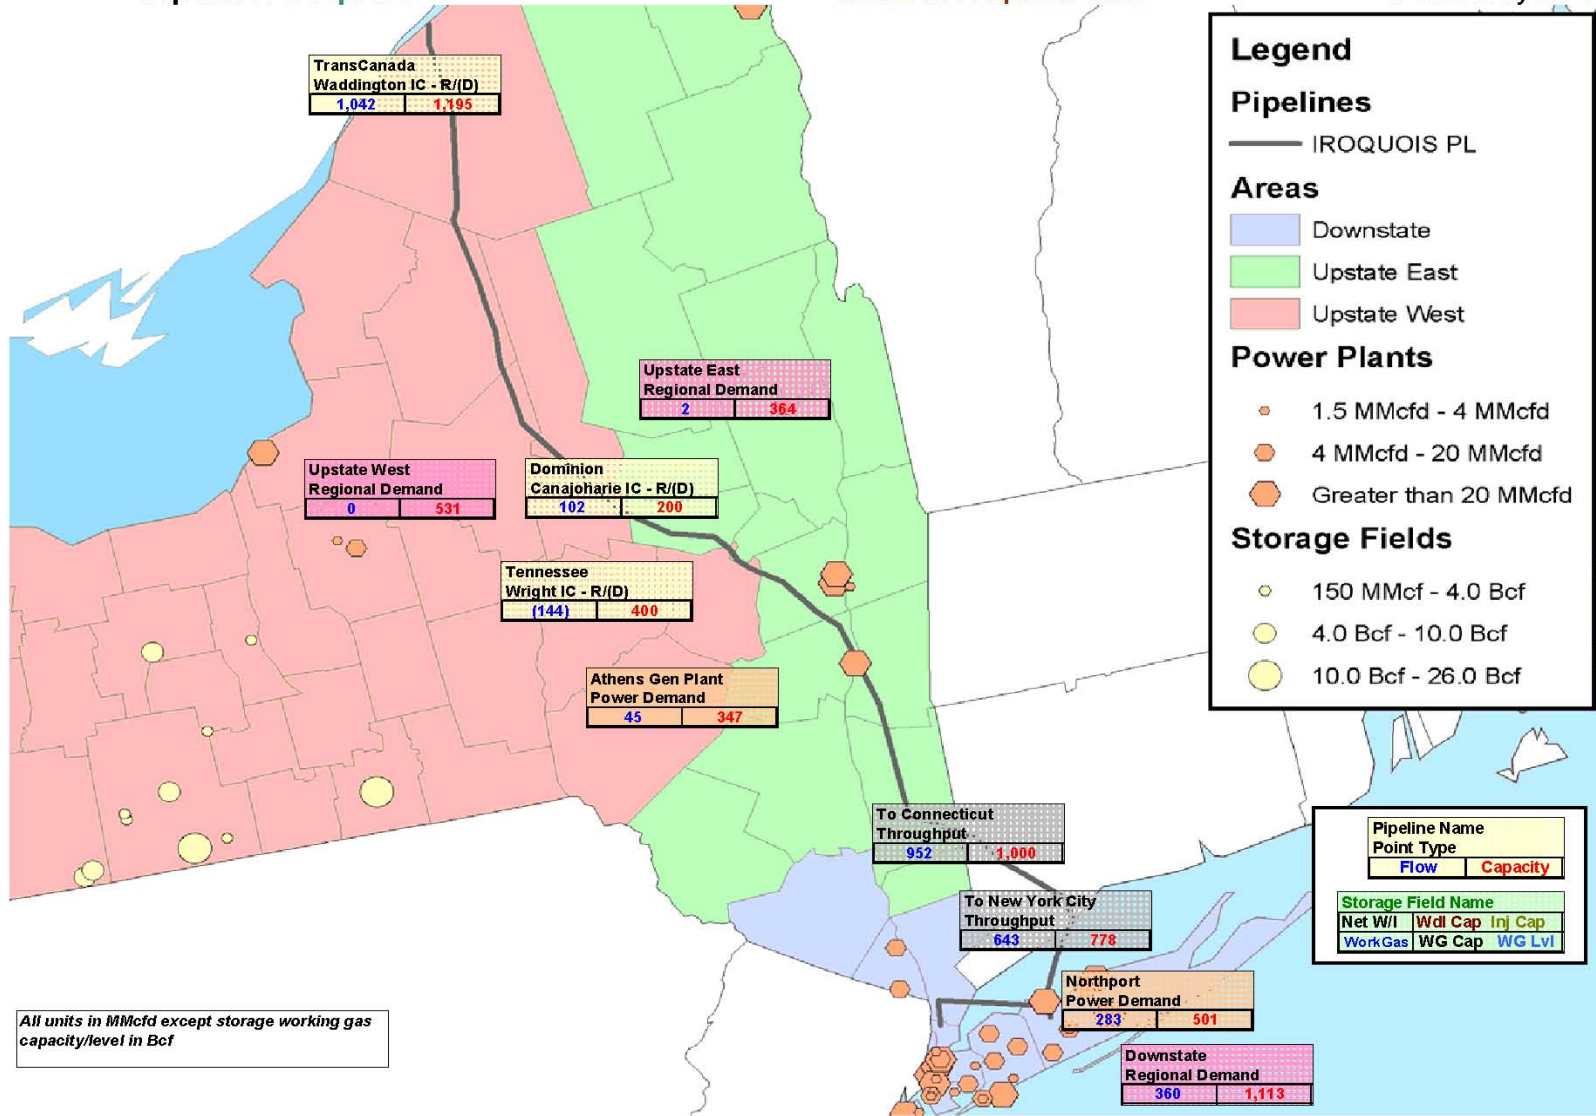 TransCanada
Waddington IC - R/(D)
1,042 1,195
Upstate East
Regional Demand
2 364
Upstate West
Regional Demand
0 531
Dominion
Canajoharie IC - R/(D)
102 200
Tennessee
Wright IC - R/(D)
(144) 400
Athens Gen Plant
Power Demand
45 347
To Connecticut
Throughput
952 1,000
To New York City
Throughput
643 778
Northport
Power Demand
283 501
Downstate
Regional Demand
360 1,113
All units in MMcfd except storage working gas
capacity/level in Bcf
Legend
Pipelines
IROQUOIS PL
Areas
Downstate
Upstate East
Upstate West
Power Plants
1.5 MMcfd - 4 MMcfd
4 MMcfd - 20 MMcfd
Greater than 20 MMcfd
Storage Fields
150 MMcf - 4.0 Bcf
4.0 Bcf - 10.0 Bcf
10.0 Bcf - 26.0 Bcf
Pipeline Name
Point Type
Flow Capacity
Storage Field Name
Net W/I Wdl Cap Inj Cap
WorkGas WG Cap WG Lvl